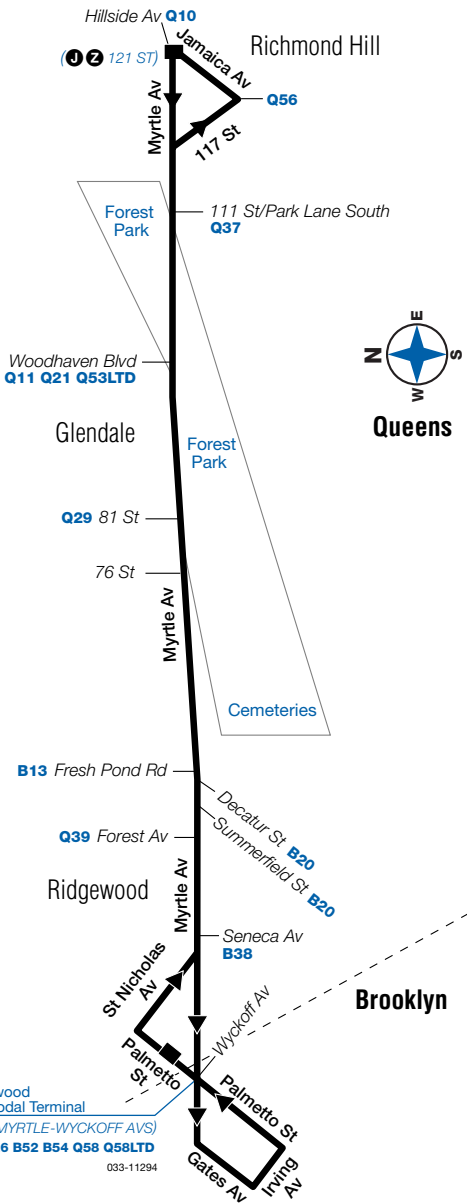 Hillside Av Q10
(J Z 121 ST)
Richmond Hill
Jamaica Av
Myrtle Av
Q56
117 St
Forest
Park
111 St/Park Lane South
Q37
N
E
S
W
Woodhaven Blvd
Q11 Q21 Q53LTD
Queens
Glendale
Forest
Park
Q29 81 St
76 St
Myrtle Av
Cemeteries
B13 Fresh Pond Rd
Decatur St B20
Summerfield St B20
Q39 Forest Av
Myrtle Av
Ridgewood
Seneca Av
B38
St Nicholas
Av
Wyckoff Av
Brooklyn
Palmetto
St
Palmetto St
wood
odal Terminal
MYRTLE-WYCKOFF AVS)
6 B52 B54 Q58 Q58LTD
033-11294
Gates Av
Irving
Av